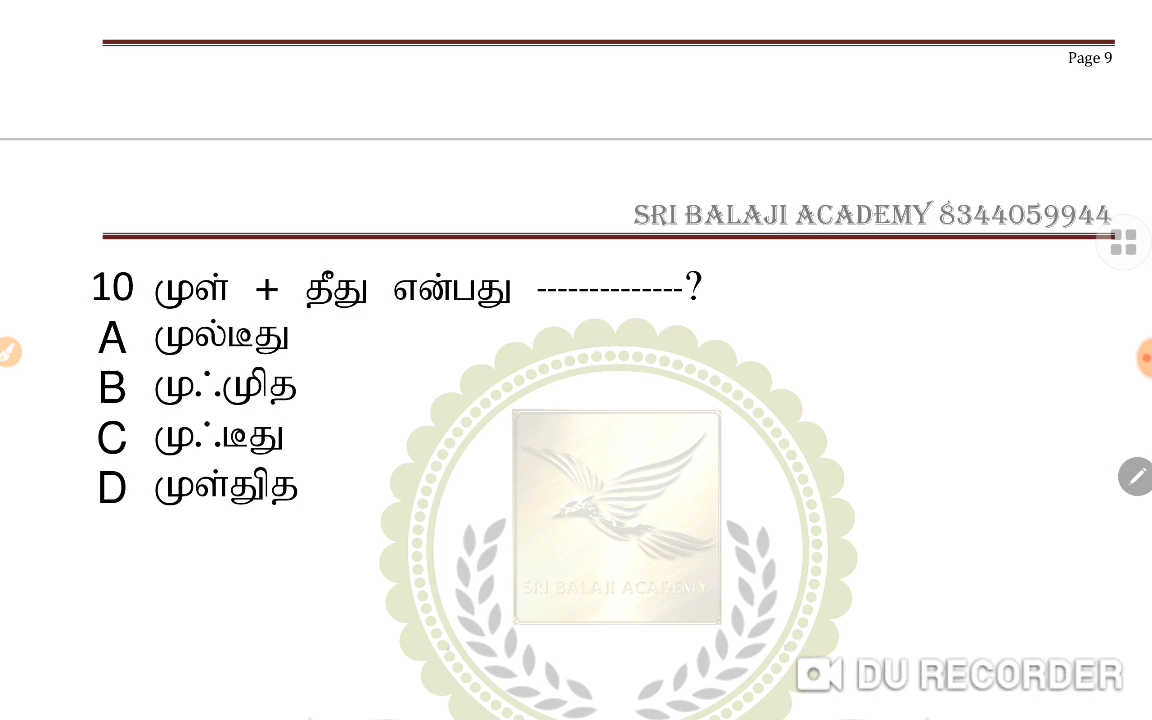 Page 9
SRI BALAJI ACADEMY 8344059944
10 முள் + தீது என்பது --------------?
A முல்டீது
B மு்·.முித
C மு·்.டீது
D முள்துித
SRI BALAJI ACADEMY
DU RECORDER